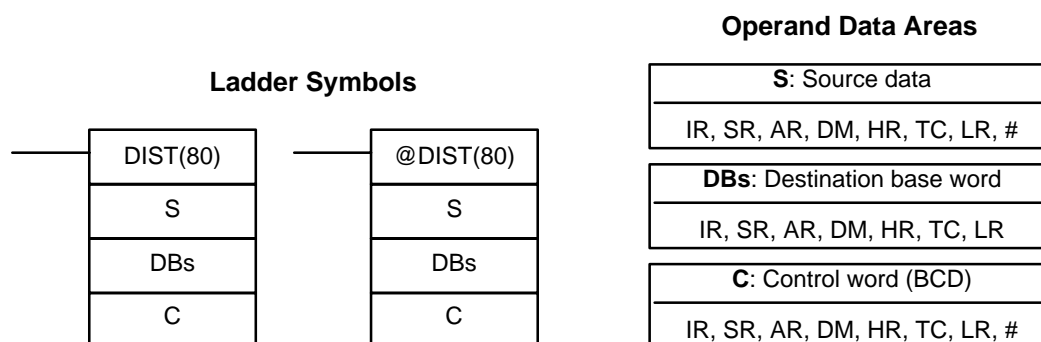 Ladder Symbols
DIST(80)
S
DBs
C
@DIST(80)
S
DBs
C
Operand Data Areas
S: Source data
IR, SR, AR, DM, HR, TC, LR, #
DBs: Destination base word
IR, SR, AR, DM, HR, TC, LR
C: Control word (BCD)
IR, SR, AR, DM, HR, TC, LR, #